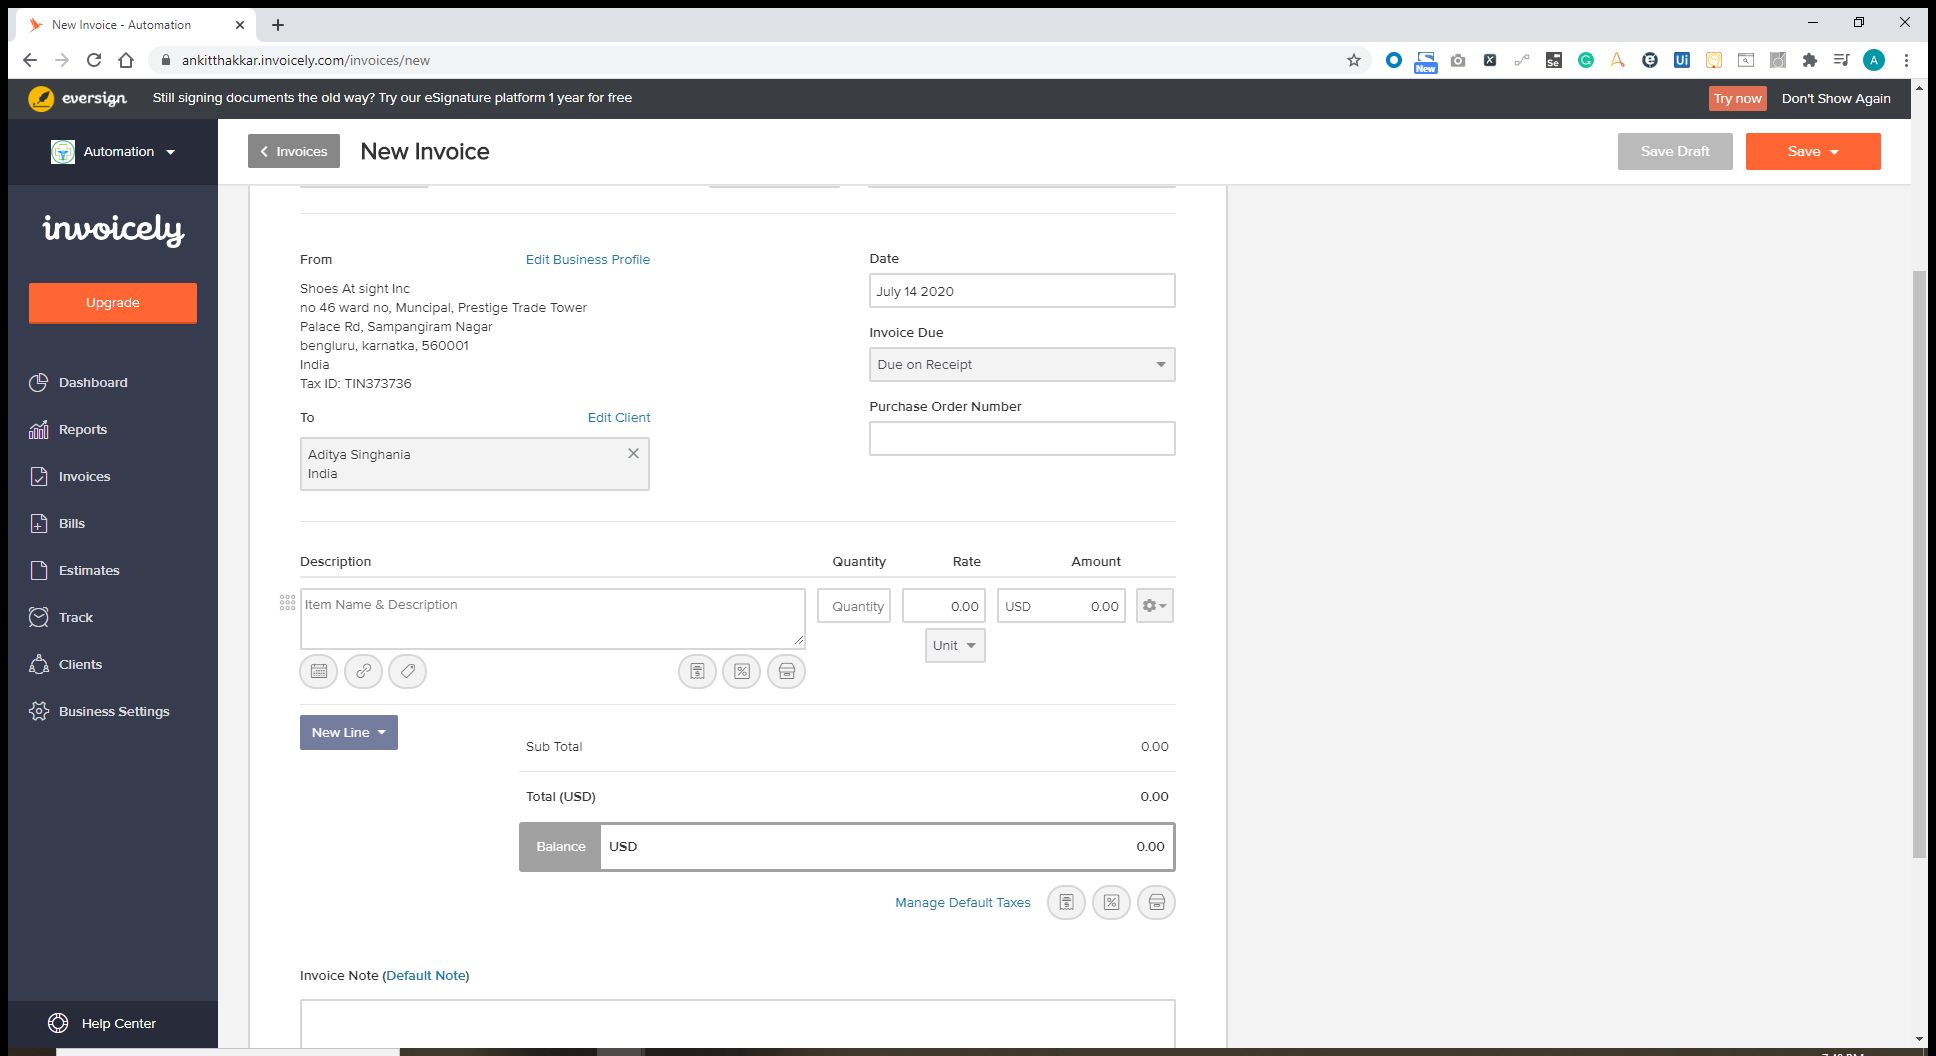 New Invoice - Automation
ankitthakkar.invoicely.com/invoices/new
New
Se
Ui
A
eversign
Still signing documents the old way? Try our eSignature platform 1 year for free
Try now
Don't Show Again
Automation
Invoices
New Invoice
Save Draft
Save
invoicely
Upgrade
Dashboard
Reports
Invoices
Bills
Estimates
Track
Clients
Business Settings
Help Center
From
Edit Business Profile
Shoes At sight Inc
no 46 ward no, Muncipal, Prestige Trade Tower
Palace Rd, Sampangiram Nagar
bengluru, karnatka, 560001
India
Tax ID: TIN373736
To
Edit Client
Aditya Singhania
India
Date
July 14 2020
Invoice Due
Due on Receipt
Purchase Order Number
Description
Quantity
Rate
Amount
Item Name & Description
Quantity
0.00
USD
0.00
Unit
New Line
Sub Total
0.00
Total (USD)
0.00
Balance
USD
0.00
Manage Default Taxes
Invoice Note (Default Note)